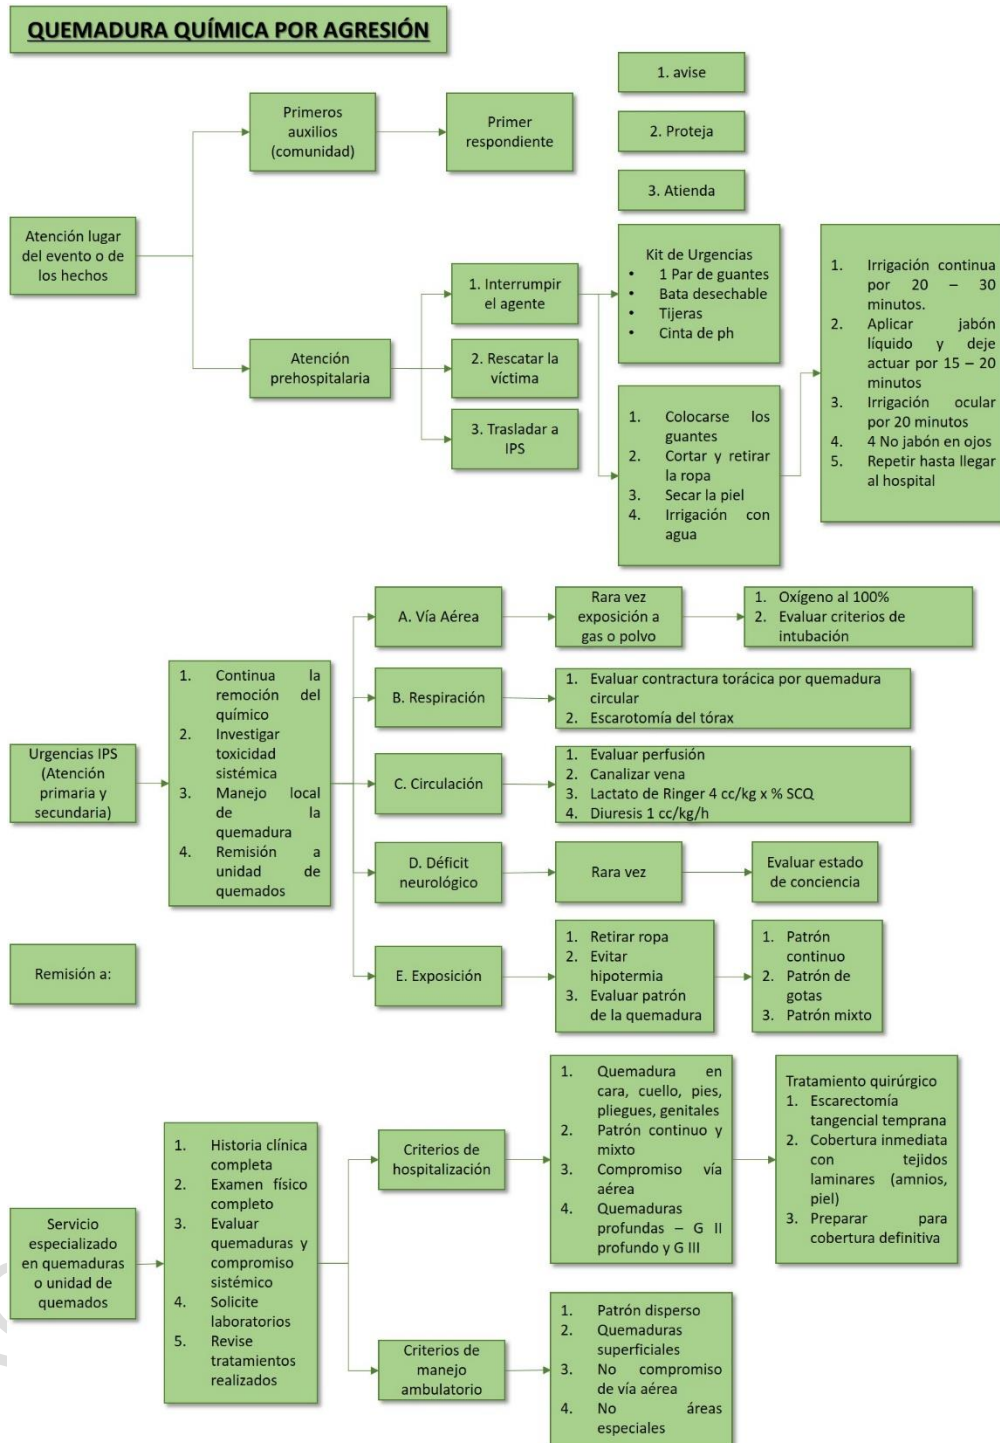 QUEMADURA QUÍMICA POR AGRESIÓN
Atención lugar
del evento o de
los hechos
Primeros
auxilios
(comunidad)
Primer
respondiente
1. avise
2. Proteja
3. Atienda
Atención
prehospitalaria
1. Interrumpir
el agente
2. Rescatar la
víctima
3. Trasladar a
IPS
Kit de Urgencias
• 1 Par de guantes
• Bata desechable
• Tijeras
• Cinta de ph
1. Colocarse los
guantes
2. Cortar y retirar
la ropa
3. Secar la piel
4. Irrigación con
agua
1. Irrigación continua
por 20 – 30
minutos.
2. Aplicar jabón
líquido y deje
actuar por 15 – 20
minutos
3. Irrigación ocular
por 20 minutos
4. 4 No jabón en ojos
5. Repetir hasta llegar
al hospital
Urgencias IPS
(Atención
primaria y
secundaria)
1. Continua la
remoción del
químico
2. Investigar
toxicidad
sistémica
3. Manejo local
de la
quemadura
4. Remisión a
unidad de
quemados
A. Vía Aérea
Rara vez
exposición a
gas o polvo
1. Oxígeno al 100%
2. Evaluar criterios de
intubación
B. Respiración
1. Evaluar contractura torácica por quemadura
circular
2. Escarotomía del tórax
C. Circulación
1. Evaluar perfusión
2. Canalizar vena
3. Lactato de Ringer 4 cc/kg x % SCQ
4. Diuresis 1 cc/kg/h
D. Déficit
neurológico
Rara vez
Evaluar estado
de conciencia
E. Exposición
1. Retirar ropa
2. Evitar
hipotermia
3. Evaluar patrón
de la quemadura
1. Patrón
continuo
2. Patrón de
gotas
3. Patrón mixto
Remisión a:
Servicio
especializado
en quemaduras
o unidad de
quemados
1. Historia clínica
completa
2. Examen físico
completo
3. Evaluar
quemaduras y
compromiso
sistémico
4. Solicite
laboratorios
5. Revise
tratamientos
realizados
Criterios de
hospitalización
1. Quemadura en
cara, cuello, pies,
pliegues, genitales
2. Patrón continuo y
mixto
3. Compromiso vía
aérea
4. Quemaduras
profundas – G II
profundo y G III
Tratamiento quirúrgico
1. Escarectomía
tangencial temprana
2. Cobertura inmediata
con tejidos
laminares (amnios,
piel)
3. Preparar para
cobertura definitiva
Criterios de
manejo
ambulatorio
1. Patrón disperso
2. Quemaduras
superficiales
3. No compromiso
de vía aérea
4. No áreas
especiales